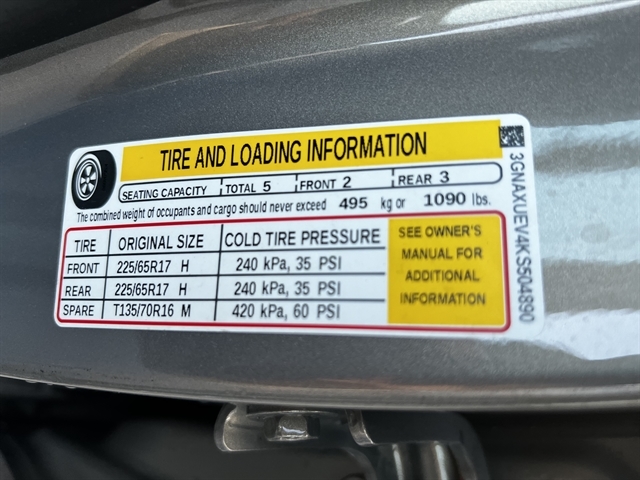 TIRE AND LOADING INFORMATION
SEATING CAPACITY TOTAL 5 FRONT 2 REAR 3
The combined weight of occupants and cargo should never exceed 495 kg or 1090 lbs.
TIRE ORIGINAL SIZE COLD TIRE PRESSURE
FRONT 225/65R17 H 240 kPa, 35 PSI
REAR 225/65R17 H 240 kPa, 35 PSI
SPARE T135/70R16 M 420 kPa, 60 PSI
SEE OWNER'S
MANUAL FOR
ADDITIONAL
INFORMATION
3GNAXUEV4KS504890